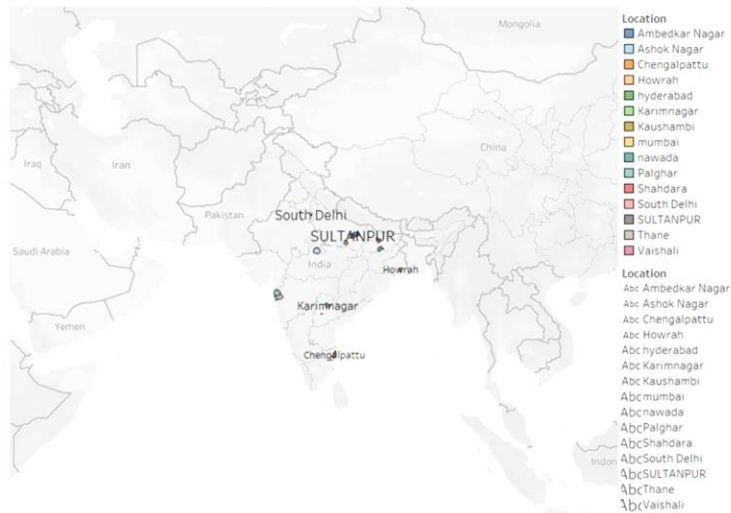 Mongolia
China
Iraq
Iran
Pakistan
Saudi Arabia
Yemen
India
Indon
South Delhi
SULTANPUR
Howrah
Karimnagar
Chengalpattu
Location
Ambedkar Nagar
Ashok Nagar
Chengalpattu
Howrah
hyderabad
Karimnagar
Kaushambi
mumbai
nawada
Palghar
Shahdara
South Delhi
SULTANPUR
Thane
Vaishali
Location
Abc Ambedkar Nagar
Abc Ashok Nagar
Abc Chengalpattu
Abc Howrah
Abc hyderabad
Abc Karimnagar
Abc Kaushambi
Abc mumbai
Abc nawada
Abc Palghar
Abc Shahdara
Abc South Delhi
Abc SULTANPUR
Abc Thane
Abc Vaishali